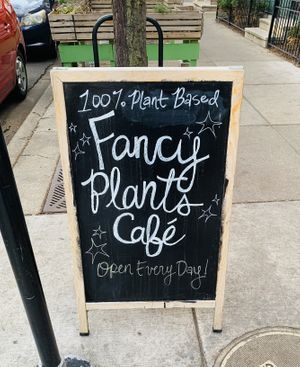 100% Plant Based
Fancy
Plants
Café
Open Every Day!